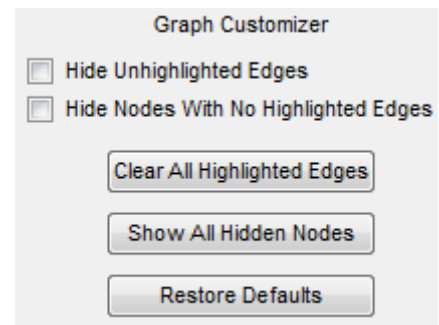 Graph Customizer
Hide Unhighlighted Edges
Hide Nodes With No Highlighted Edges
Clear All Highlighted Edges
Show All Hidden Nodes
Restore Defaults